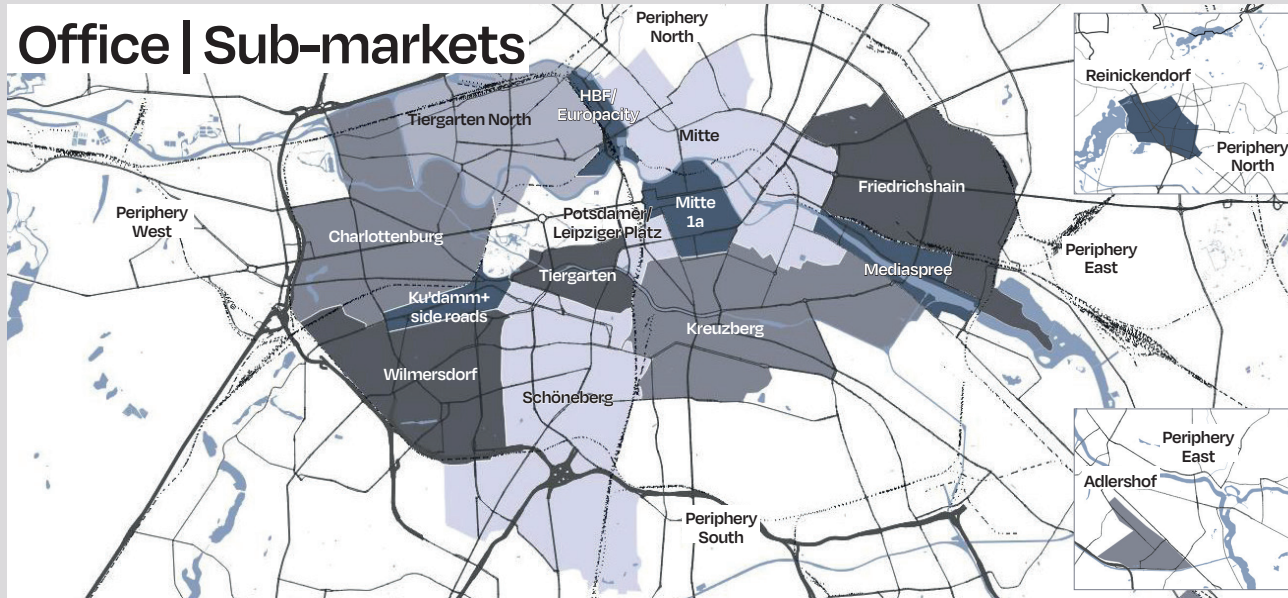 Office | Sub-markets
Periphery
North
HBF/
Europacity
Tiergarten North
Mitte
Reinickendorf
Periphery
North
Friedrichshain
Mitte
1a
Periphery
West
Potsdamer/
Leipziger Platz
Charlottenburg
Periphery
East
Mediaspree
Tiergarten
Ku'damm+
side roads
Kreuzberg
Wilmersdorf
Schöneberg
Periphery
East
Adlershof
Periphery
South